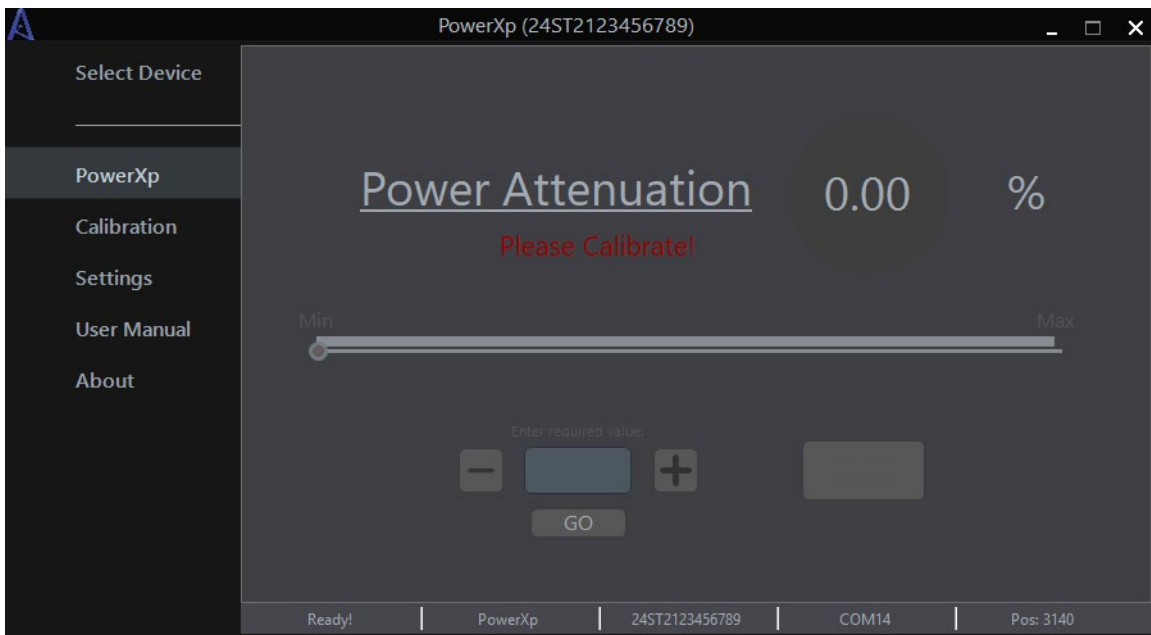 PowerXp (24ST2123456789)
Select Device
PowerXp
Calibration
Settings
User Manual
About
Power Attenuation 0.00 %
Please Calibrate!
Min Max
Enter required value:
GO
Ready! PowerXp 24ST2123456789 COM14 Pos: 3140